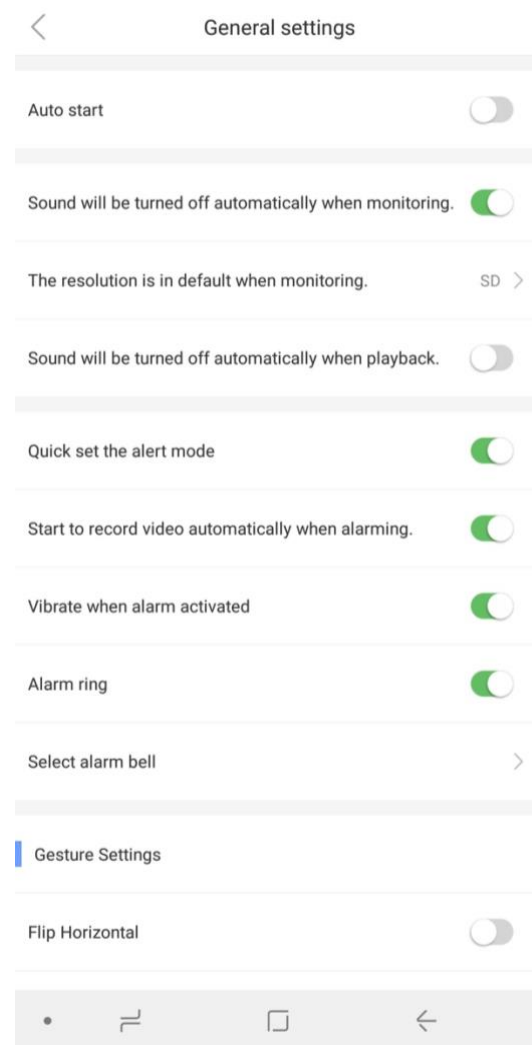 General settings
Auto start
Sound will be turned off automatically when monitoring.
The resolution is in default when monitoring.
SD
Sound will be turned off automatically when playback.
Quick set the alert mode
Start to record video automatically when alarming.
Vibrate when alarm activated
Alarm ring
Select alarm bell
Gesture Settings
Flip Horizontal